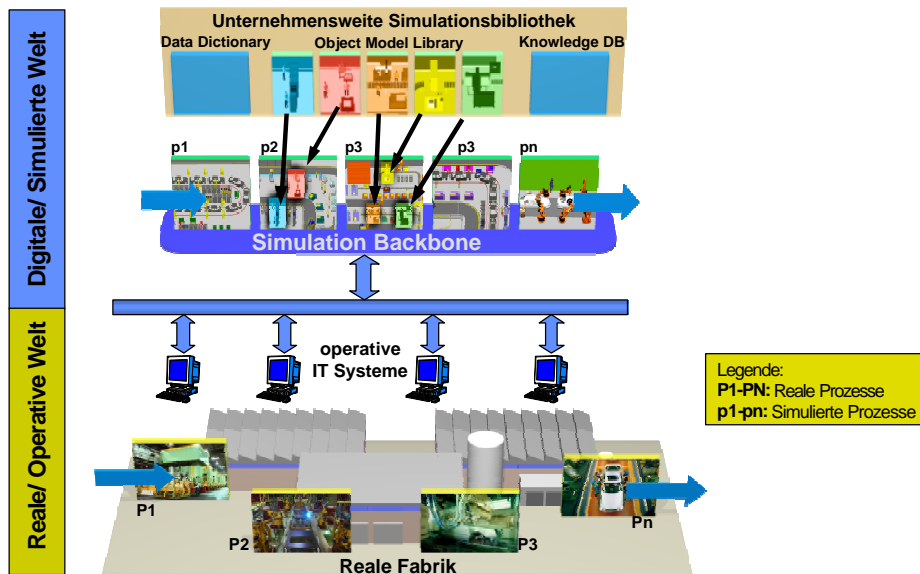 Unternehmensweite Simulationsbibliothek
Data Dictionary
Object Model Library
Knowledge DB
Digitale/ Simulierte Welt
p1
p2
p3
p3
pn
Simulation Backbone
operative
IT Systeme
Reale/ Operative Welt
Legende:
P1-PN: Reale Prozesse
p1-pn: Simulierte Prozesse
P1
P2
P3
Pn
Reale Fabrik